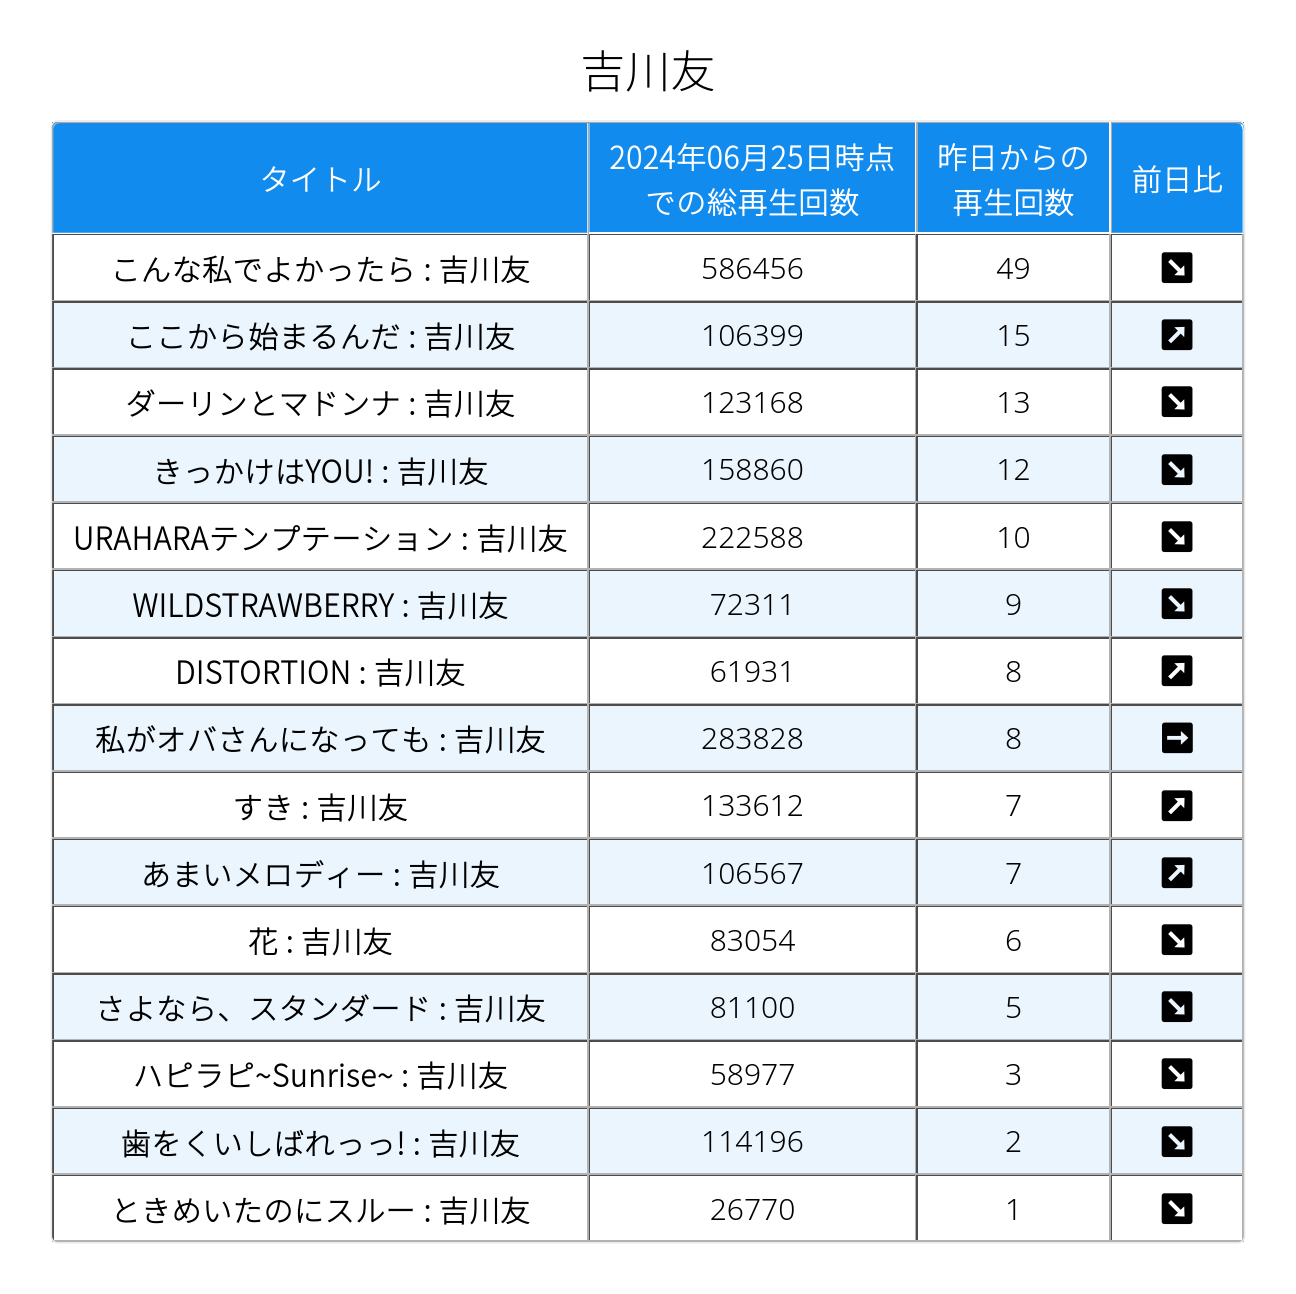 吉川友
タイトル
2024年06月25日時点
での総再生回数
昨日からの
再生回数
前日比
こんな私でよかったら : 吉川友 586456 49 ↘
ここから始まるんだ : 吉川友 106399 15 ↗
ダーリンとマドンナ : 吉川友 123168 13 ↘
きっかけはYOU! : 吉川友 158860 12 ↘
URAHARAテンプテーション : 吉川友 222588 10 ↘
WILDSTRAWBERRY : 吉川友 72311 9 ↘
DISTORTION : 吉川友 61931 8 ↗
私がオバさんになっても : 吉川友 283828 8 →
すき : 吉川友 133612 7 ↗
あまいメロディー : 吉川友 106567 7 ↗
花 : 吉川友 83054 6 ↘
さよなら、スタンダード : 吉川友 81100 5 ↘
ハピラピ~Sunrise~ : 吉川友 58977 3 ↘
歯をくいしばれっっ! : 吉川友 114196 2 ↘
ときめいたのにスルー : 吉川友 26770 1 ↘